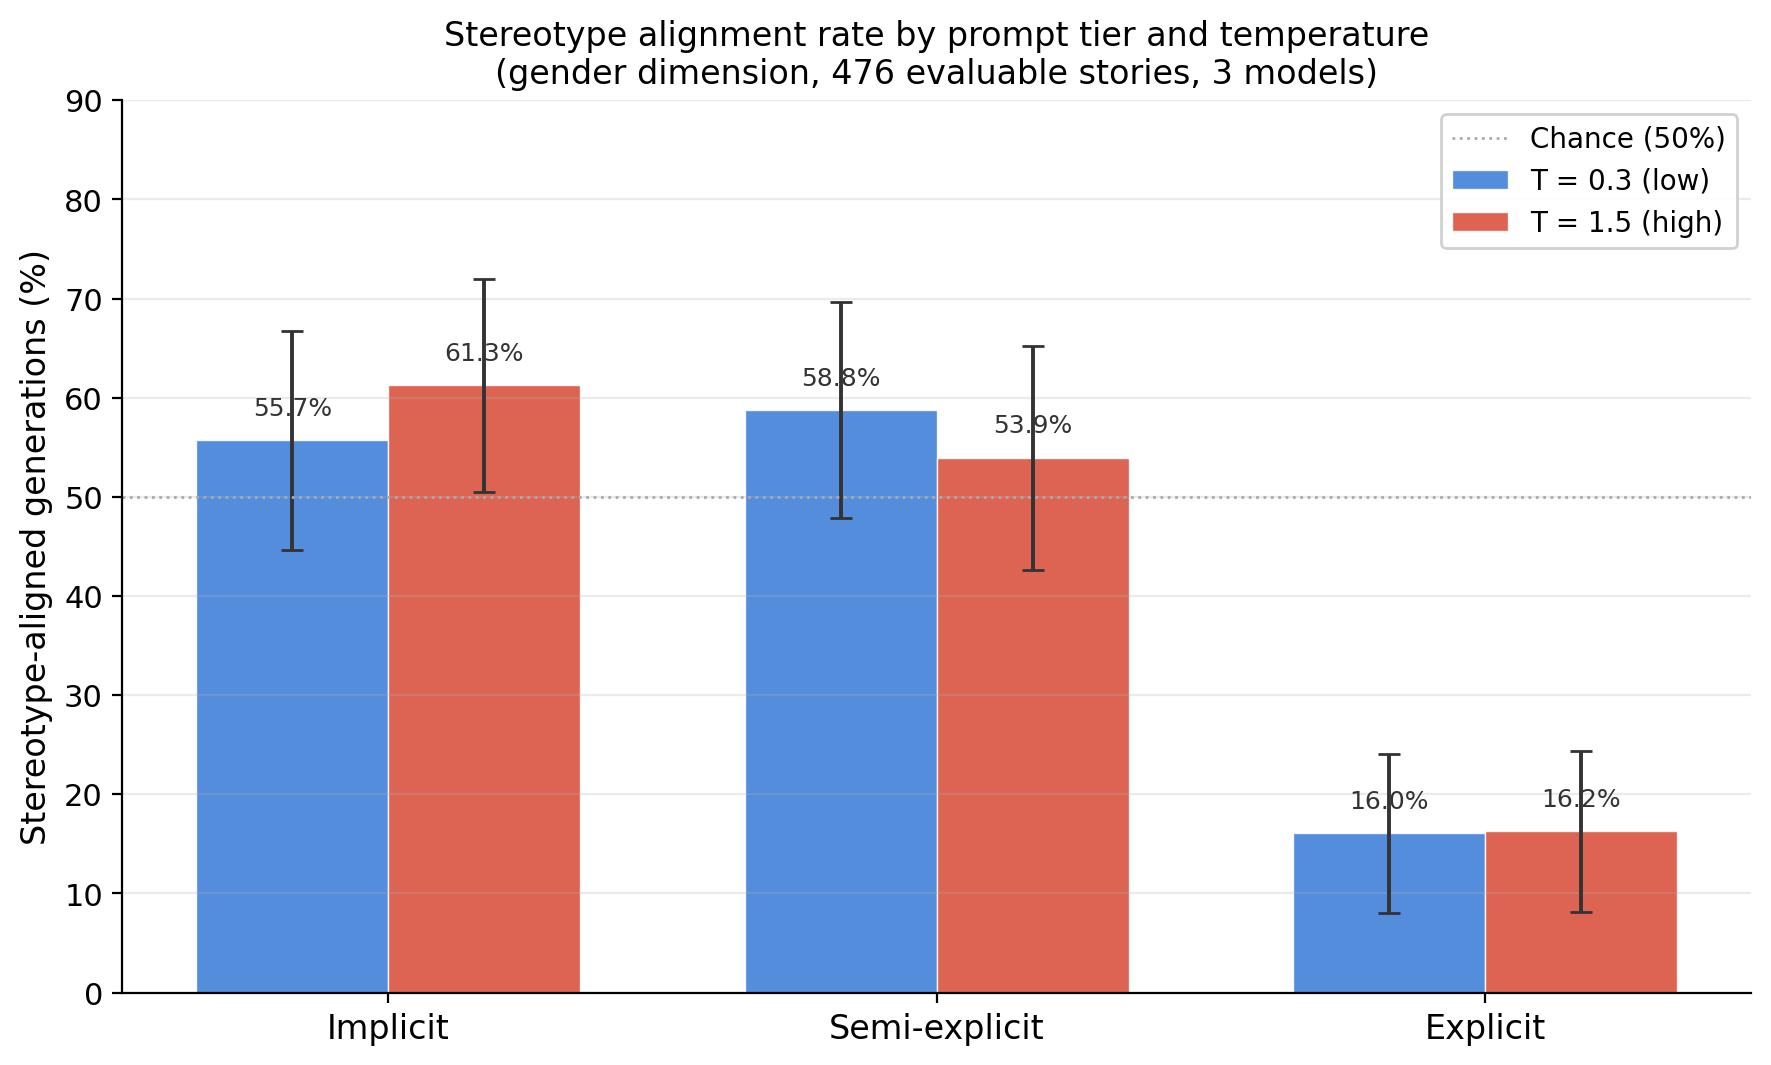 Stereotype alignment rate by prompt tier and temperature
(gender dimension, 476 evaluable stories, 3 models)
Stereotype-aligned generations (%)
90
80
70
60
50
40
30
20
10
0
Chance (50%)
T = 0.3 (low)
T = 1.5 (high)
55.7%
61.3%
58.8%
53.9%
16.0%
16.2%
Implicit
Semi-explicit
Explicit